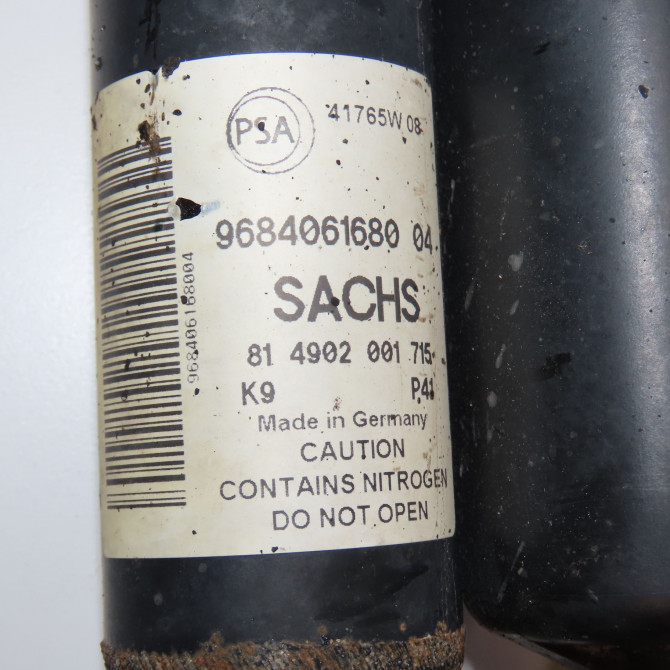 PSA
41765W 08
9684061680 04
968406168004
SACHS
81 4902 001 715
K9 P,41
Made in Germany
CAUTION
CONTAINS NITROGEN
DO NOT OPEN